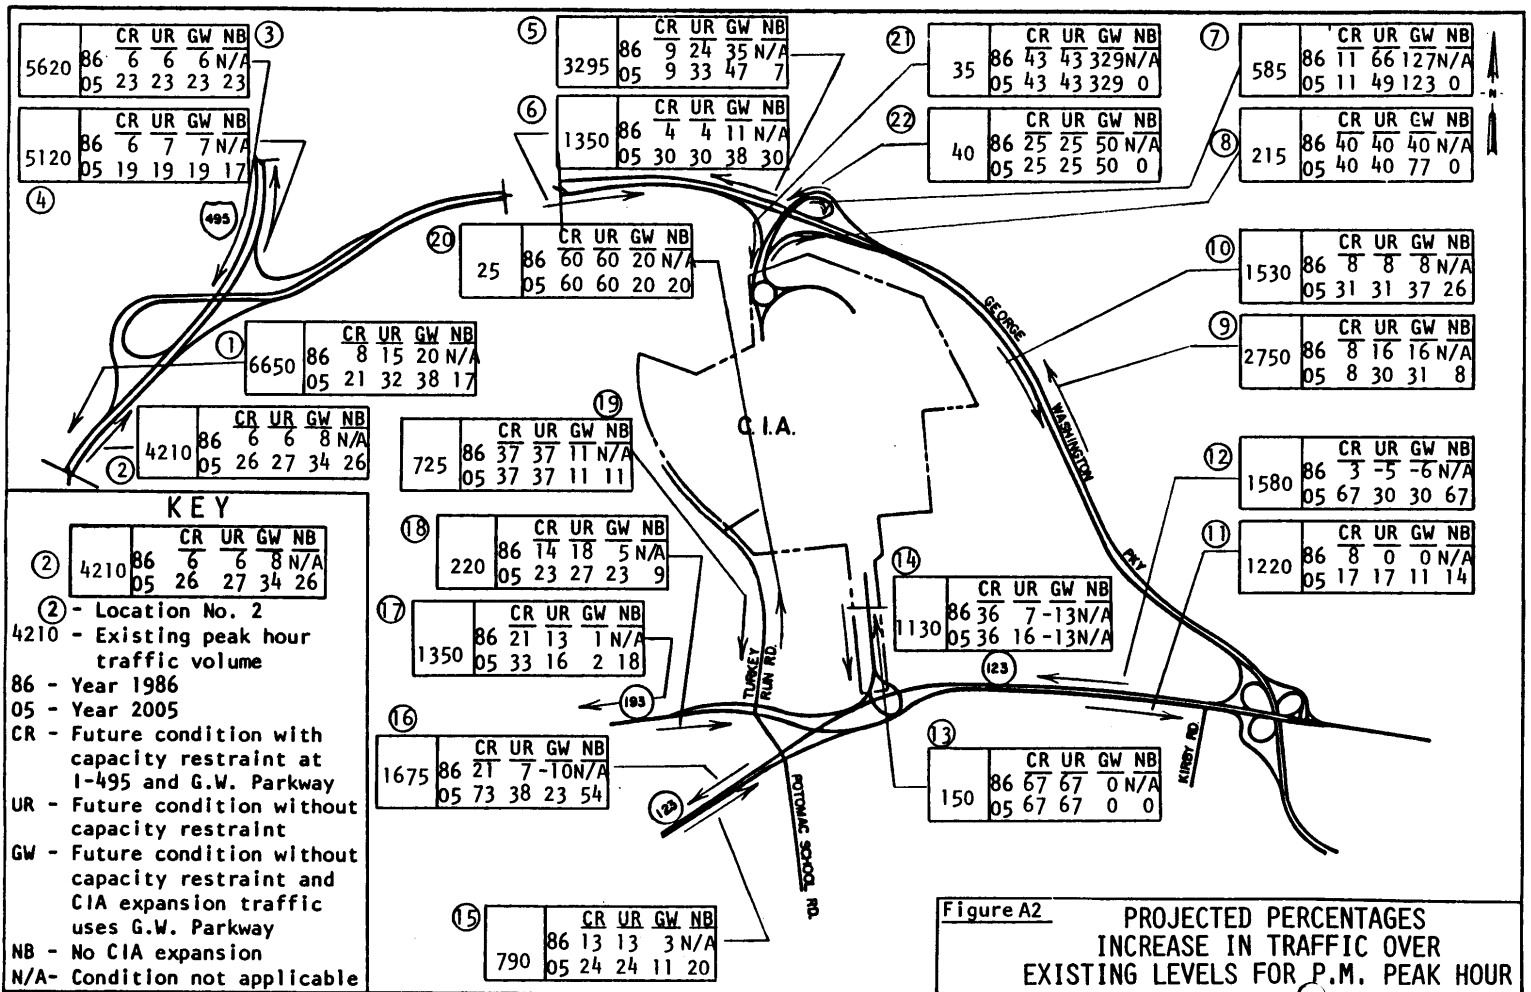 ③
CR UR GW NB
5620
86 6 6 6 N/A
05 23 23 23 23
④
CR UR GW NB
5120
86 6 7 7 N/A
05 19 19 19 17
⑤
CR UR GW NB
3295
86 9 24 35 N/A
05 9 33 47 7
⑥
CR UR GW NB
1350
86 4 4 11 N/A
05 30 30 38 30
㉑
CR UR GW NB
35
86 43 43 329 N/A
05 43 43 329 0
㉒
CR UR GW NB
40
86 25 25 50 N/A
05 25 25 50 0
⑦
CR UR GW NB
585
86 11 66 127 N/A
05 11 49 123 0
⑧
CR UR GW NB
215
86 40 40 40 N/A
05 40 40 77 0
N
495
⑳
CR UR GW NB
25
86 60 60 20 N/A
05 60 60 20 20
⑩
CR UR GW NB
1530
86 8 8 8 N/A
05 31 31 37 26
⑨
CR UR GW NB
2750
86 8 16 16 N/A
05 8 30 31 8
①
CR UR GW NB
6650
86 8 15 20 N/A
05 21 32 38 17
②
CR UR GW NB
4210
86 6 6 8 N/A
05 26 27 34 26
⑲
CR UR GW NB
725
86 37 37 11 N/A
05 37 37 11 11
C.I.A.
GEORGE
WASHINGTON
PKY
⑫
CR UR GW NB
1580
86 3 -5 -6 N/A
05 67 30 30 67
⑪
CR UR GW NB
1220
86 8 0 0 N/A
05 17 17 11 14
⑱
CR UR GW NB
220
86 14 18 5 N/A
05 23 27 23 9
⑰
CR UR GW NB
1350
86 21 13 1 N/A
05 33 16 2 18
⑭
CR UR GW NB
1130
86 36 7 -13 N/A
05 36 16 -13 N/A
TURKEY
RUN RD.
123
193
⑯
CR UR GW NB
1675
86 21 7 -10 N/A
05 73 38 23 54
⑬
CR UR GW NB
150
86 67 67 0 N/A
05 67 67 0 0
KIRBY RD.
123
POTOMAC SCHOOL RD.
⑮
CR UR GW NB
790
86 13 13 3 N/A
05 24 24 11 20
KEY
②
CR UR GW NB
4210
86 6 6 8 N/A
05 26 27 34 26
② - Location No. 2
4210 - Existing peak hour
traffic volume
86 - Year 1986
05 - Year 2005
CR - Future condition with
capacity restraint at
I-495 and G.W. Parkway
UR - Future condition without
capacity restraint
GW - Future condition without
capacity restraint and
CIA expansion traffic
uses G.W. Parkway
NB - No CIA expansion
N/A- Condition not applicable
Figure A2
PROJECTED PERCENTAGES
INCREASE IN TRAFFIC OVER
EXISTING LEVELS FOR P.M. PEAK HOUR